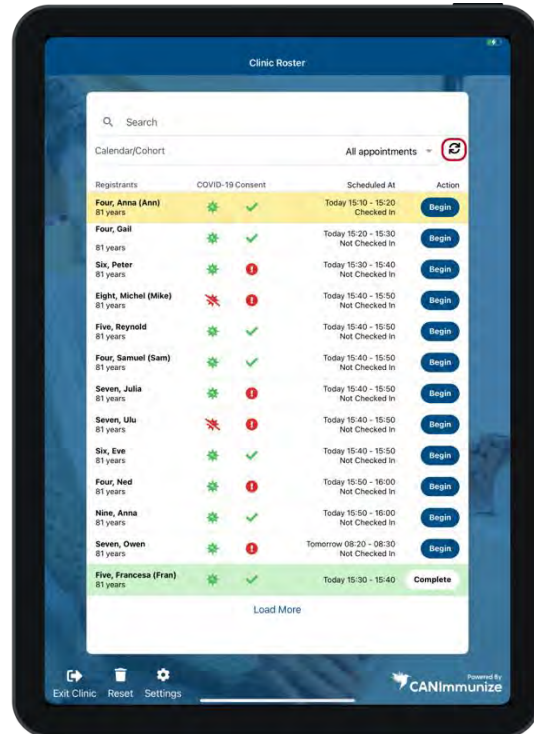 Clinic Roster
Search
Calendar/Cohort All appointments
Registrants COVID-19 Consent Scheduled At Action
Four, Anna (Ann) Today 15:10 - 15:20 Begin
81 years Checked In
Four, Gail Today 15:20 - 15:30 Begin
81 years Not Checked In
Six, Peter Today 15:30 - 15:40 Begin
81 years Not Checked In
Eight, Michel (Mike) Today 15:40 - 15:50 Begin
81 years Not Checked In
Five, Reynold Today 15:40 - 15:50 Begin
81 years Not Checked In
Four, Samuel (Sam) Today 15:40 - 15:50 Begin
81 years Not Checked In
Seven, Julia Today 15:40 - 15:50 Begin
81 years Not Checked In
Seven, Ulu Today 15:40 - 15:50 Begin
81 years Not Checked In
Six, Eve Today 15:40 - 15:50 Begin
81 years Not Checked In
Four, Ned Today 15:50 - 16:00 Begin
81 years Not Checked In
Nine, Anna Today 15:50 - 16:00 Begin
81 years Not Checked In
Seven, Owen Tomorrow 08:20 - 08:30 Begin
81 years Not Checked In
Five, Francesa (Fran) Today 15:30 - 15:40 Complete
81 years
Load More
Exit Clinic Reset Settings
Powered By
CANImmunize